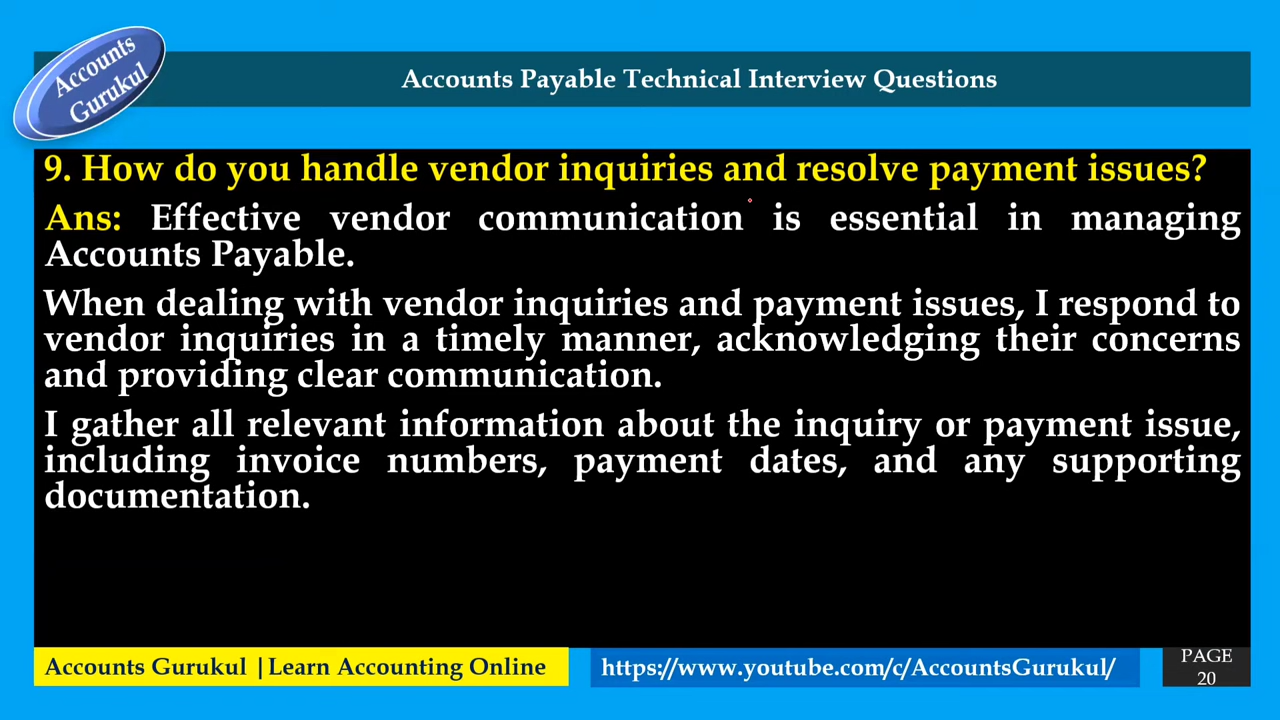 Accounts
Gurukul
Accounts Payable Technical Interview Questions
9. How do you handle vendor inquiries and resolve payment issues?
Ans: Effective vendor communication is essential in managing
Accounts Payable.
When dealing with vendor inquiries and payment issues, I respond to
vendor inquiries in a timely manner, acknowledging their concerns
and providing clear communication.
I gather all relevant information about the inquiry or payment issue,
including invoice numbers, payment dates, and any supporting
documentation.
Accounts Gurukul |Learn Accounting Online
https://www.youtube.com/c/AccountsGurukul/
PAGE
20